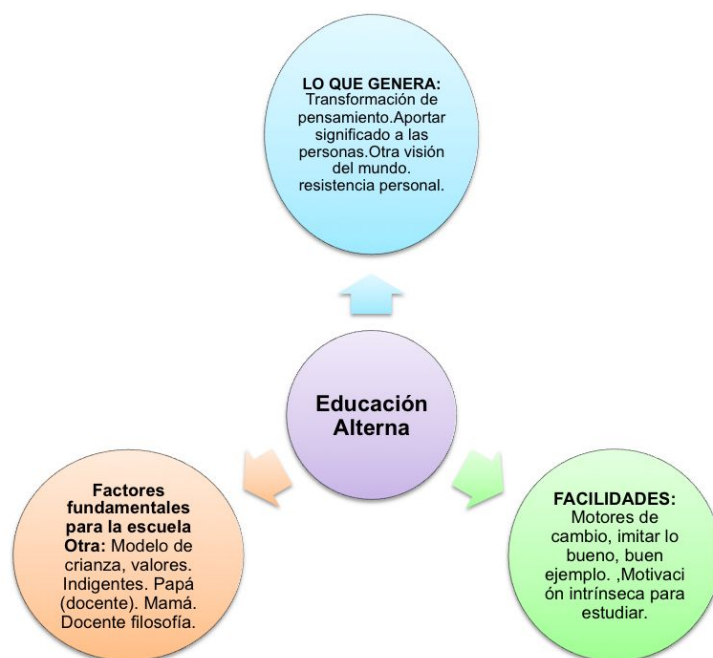 LO QUE GENERA:
Transformación de
pensamiento.Aportar
significado a las
personas.Otra visión
del mundo.
resistencia personal.
Educación
Alterna
Factores
fundamentales
para la escuela
Otra: Modelo de
crianza, valores.
Indigentes. Papá
(docente). Mamá.
Docente filosofía.
FACILIDADES:
Motores de
cambio, imitar lo
bueno, buen
ejemplo. ,Motivaci
ón intrínseca para
estudiar.